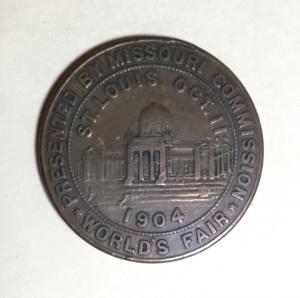 PRESENTED BY MISSOURI COMMISSION
ST LOUIS OCT. 11
1904
★ WORLD'S FAIR ★